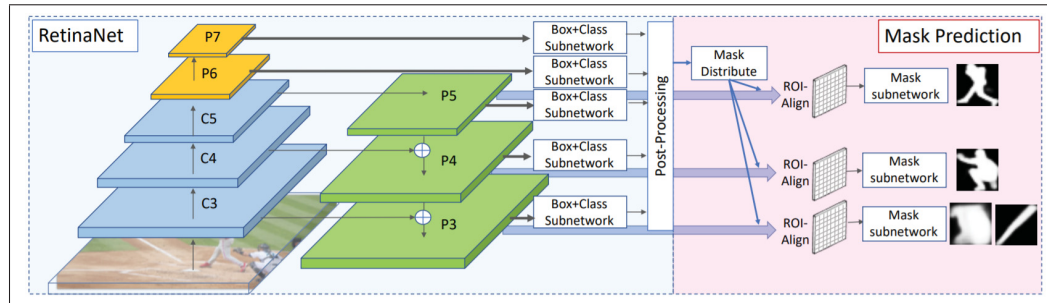 RetinaNet
Mask Prediction
P7
P6
C5
C4
C3
P5
P4
P3
Box+Class
Subnetwork
Box+Class
Subnetwork
Box+Class
Subnetwork
Box+Class
Subnetwork
Box+Class
Subnetwork
Post-Processing
Mask
Distribute
ROI-
Align
Mask
subnetwork
ROI-
Align
Mask
subnetwork
ROI-
Align
Mask
subnetwork